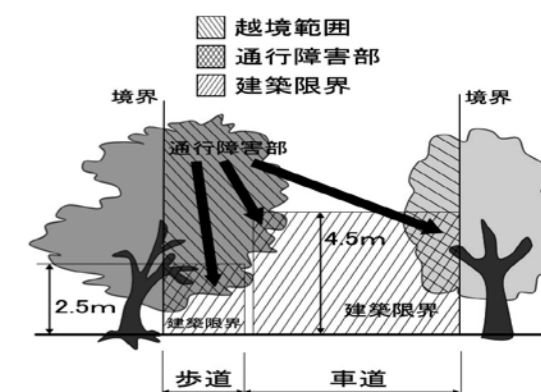 越境範囲
通行障害部
建築限界
境界
境界
通行障害部
4.5m
2.5m
建築限界
建築限界
歩道
車道